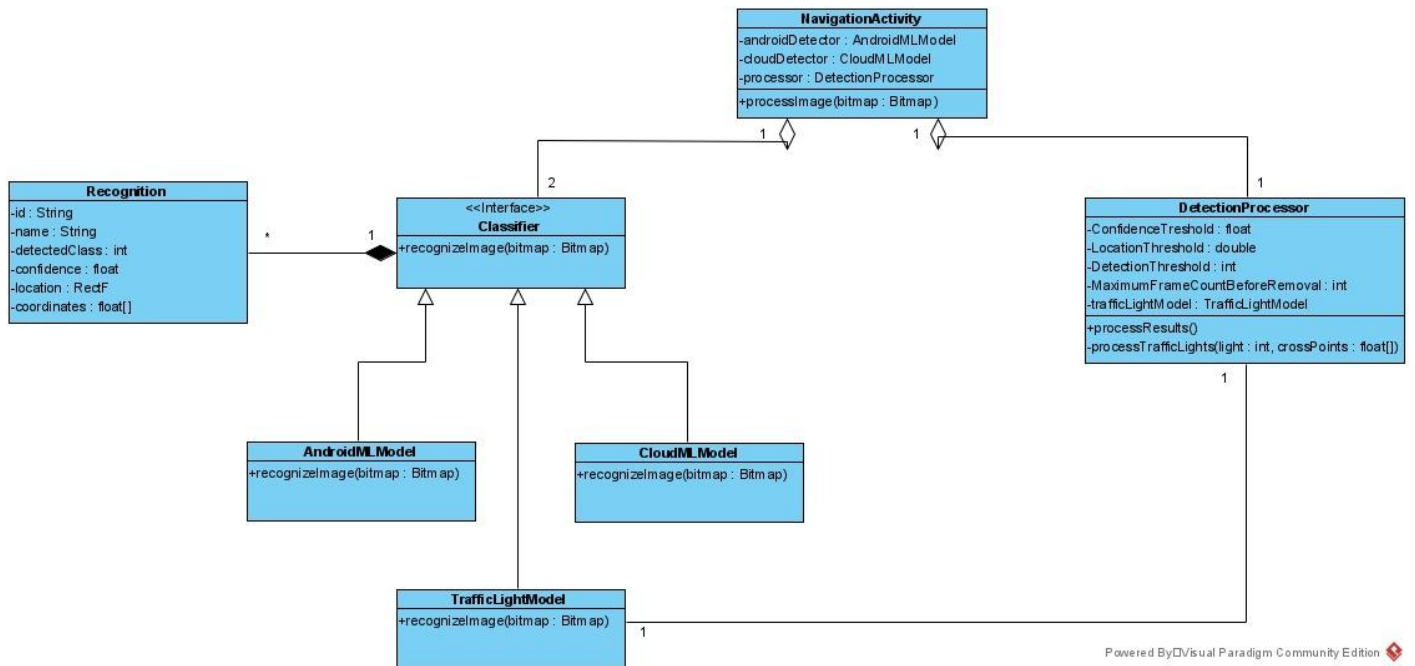 NavigationActivity
-androidDetector : AndroidMLModel
-cloudDetector : CloudMLModel
-processor : DetectionProcessor
+processImage(bitmap : Bitmap)
1
1
2
1
Recognition
-id : String
-name : String
-detectedClass : int
-confidence : float
-location : RectF
-coordinates : float[]
*
1
<<Interface>>
Classifier
+recognizeImage(bitmap : Bitmap)
DetectionProcessor
-ConfidenceTreshold : float
-LocationThreshold : double
-DetectionThreshold : int
-MaximumFrameCountBeforeRemoval : int
-trafficLightModel : TrafficLightModel
+processResults()
-processTrafficLights(light : int, crossPoints : float[])
1
AndroidMLModel
+recognizeImage(bitmap : Bitmap)
CloudMLModel
+recognizeImage(bitmap : Bitmap)
TrafficLightModel
+recognizeImage(bitmap : Bitmap)
1
Powered By□Visual Paradigm Community Edition